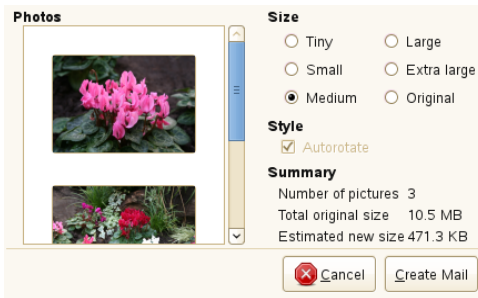 Photos
Size
Tiny
Large
Small
Extra large
Medium
Original
Style
Autorotate
Summary
Number of pictures 3
Total original size 10.5 MB
Estimated new size 471.3 KB
Cancel
Create Mail